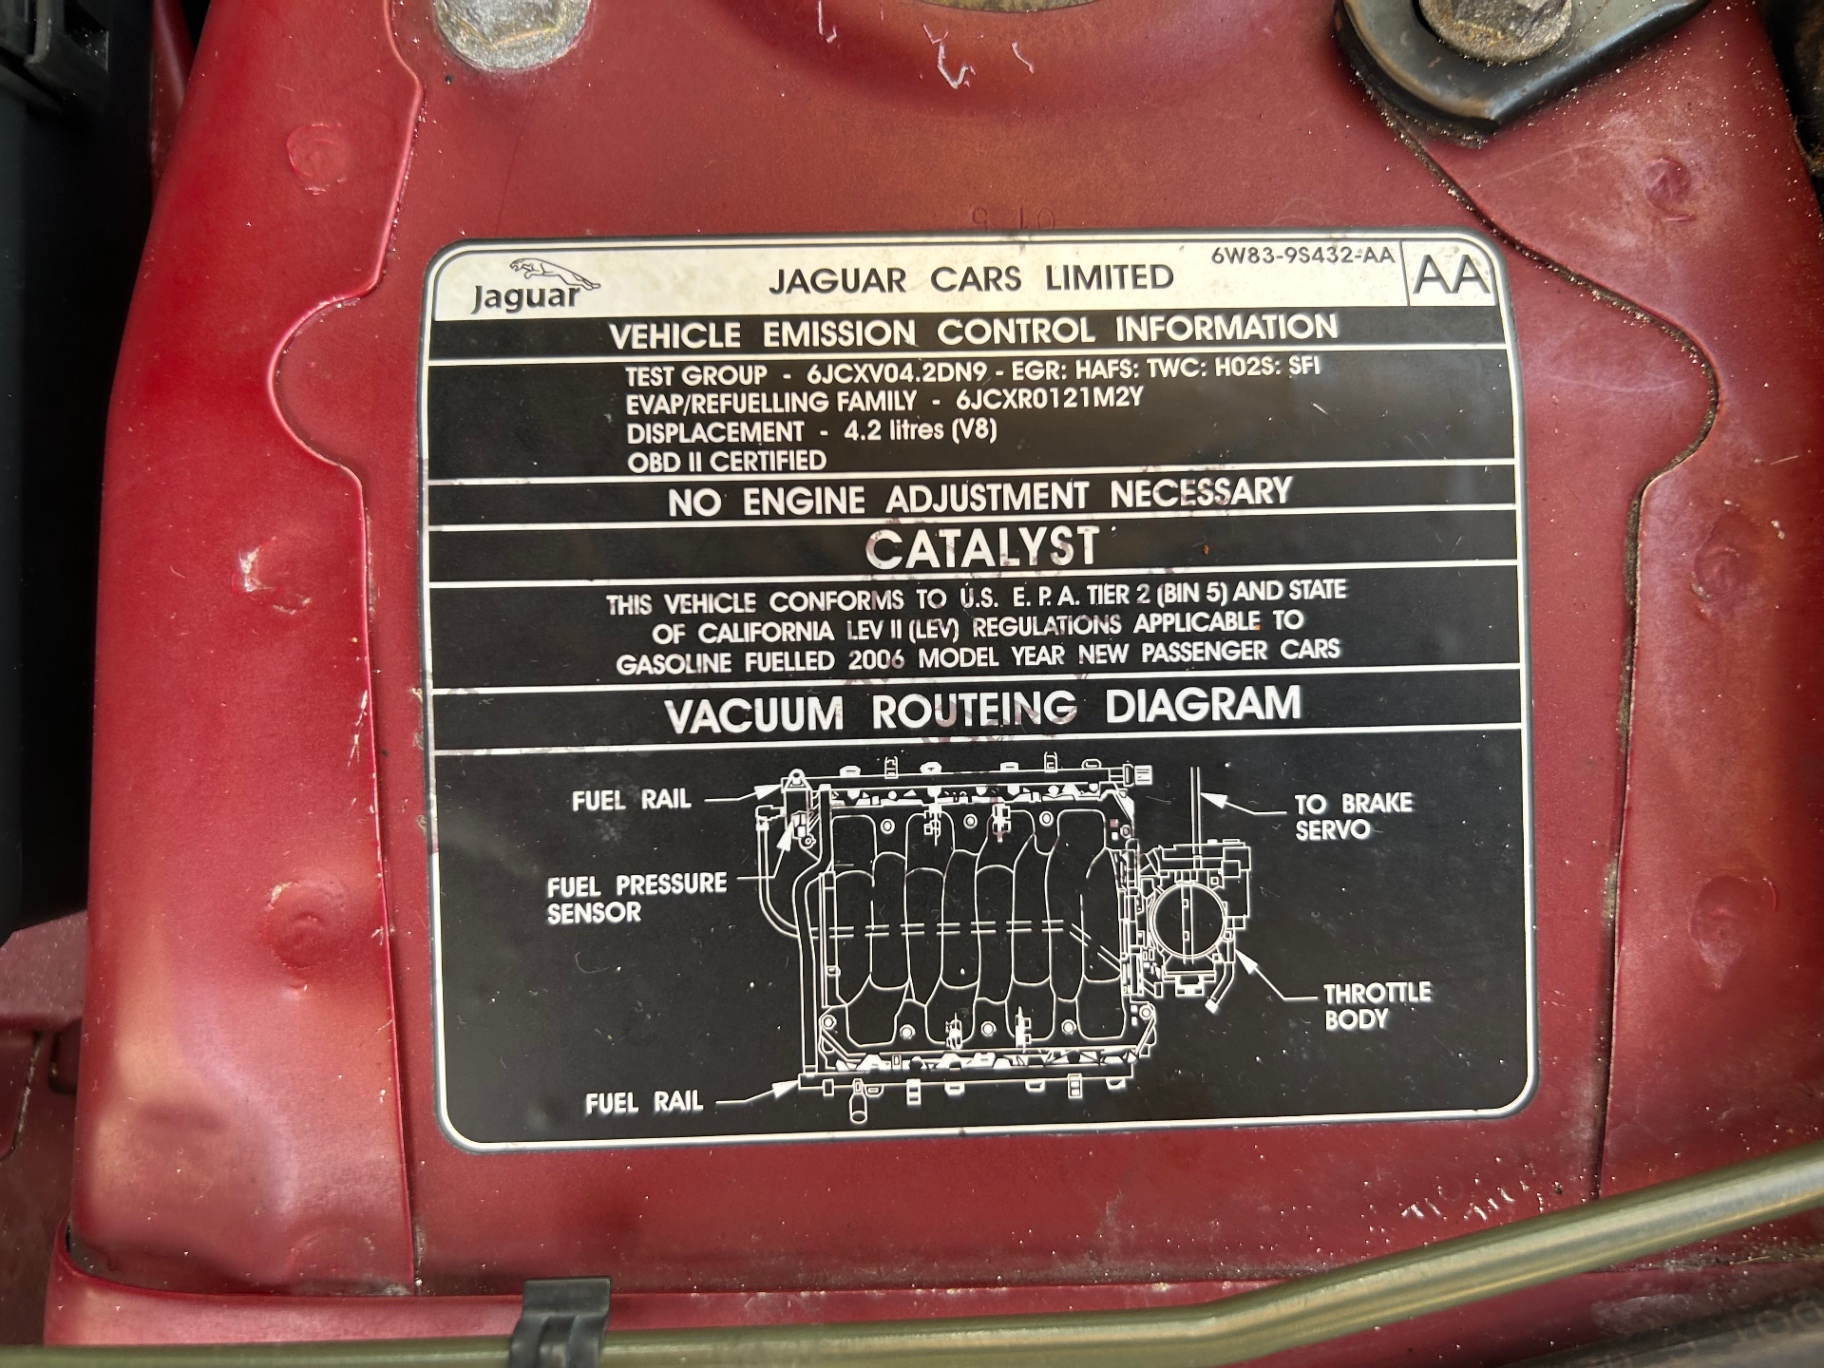 Jaguar
JAGUAR CARS LIMITED
6W83-9S432-AA
AA
VEHICLE EMISSION CONTROL INFORMATION
TEST GROUP - 6JCXV04.2DN9 - EGR: HAFS: TWC: H02S: SFI
EVAP/REFUELLING FAMILY - 6JCXR0121M2Y
DISPLACEMENT - 4.2 litres (V8)
OBD II CERTIFIED
NO ENGINE ADJUSTMENT NECESSARY
CATALYST
THIS VEHICLE CONFORMS TO U.S. E. P. A. TIER 2 (BIN 5) AND STATE
OF CALIFORNIA LEV II (LEV) REGULATIONS APPLICABLE TO
GASOLINE FUELLED 2006 MODEL YEAR NEW PASSENGER CARS
VACUUM ROUTEING DIAGRAM
FUEL RAIL
TO BRAKE
SERVO
FUEL PRESSURE
SENSOR
THROTTLE
BODY
FUEL RAIL